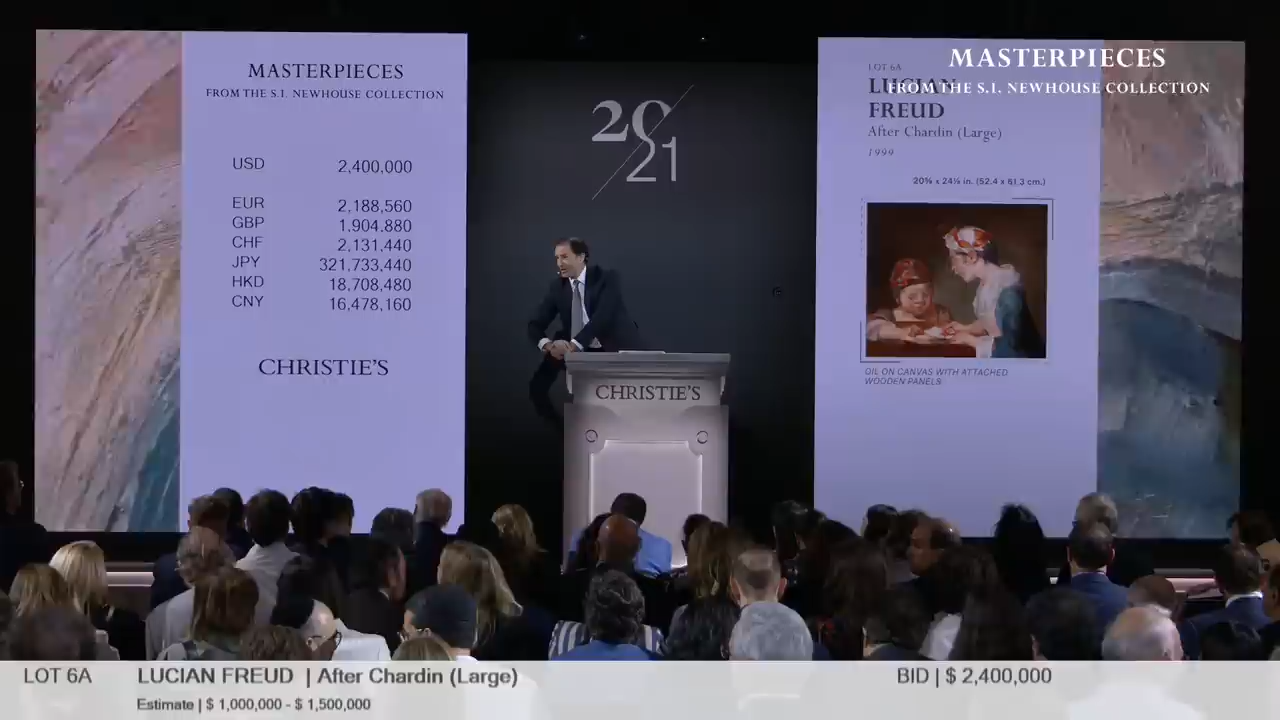 MASTERPIECES
FROM THE S.I. NEWHOUSE COLLECTION
USD 2,400,000
EUR 2,188,560
GBP 1,904,880
CHF 2,131,440
JPY 321,733,440
HKD 18,708,480
CNY 16,478,160
CHRISTIE'S
20/21
CHRISTIE'S
MASTERPIECES
FROM THE S.I. NEWHOUSE COLLECTION
LOT 6A
LUCIAN
FREUD
After Chardin (Large)
1999
20⅝ x 24⅛ in. (52.4 x 61.3 cm.)
OIL ON CANVAS WITH ATTACHED
WOODEN PANELS
LOT 6A LUCIAN FREUD | After Chardin (Large) BID | $ 2,400,000
Estimate | $ 1,000,000 - $ 1,500,000